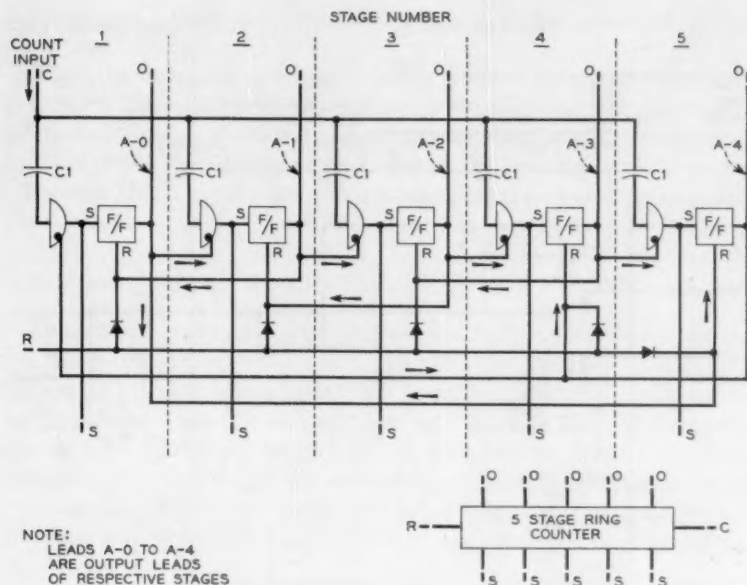 STAGE NUMBER
1 2 3 4 5
COUNT
INPUT
C O O O O O
A-0 A-1 A-2 A-3 A-4
C1 C1 C1 C1 C1
S F/F S F/F S F/F S F/F S F/F
R R R R R
R
S S S S S
O O O O O
R 5 STAGE RING C
COUNTER
S S S S S
NOTE:
LEADS A-0 TO A-4
ARE OUTPUT LEADS
OF RESPECTIVE STAGES